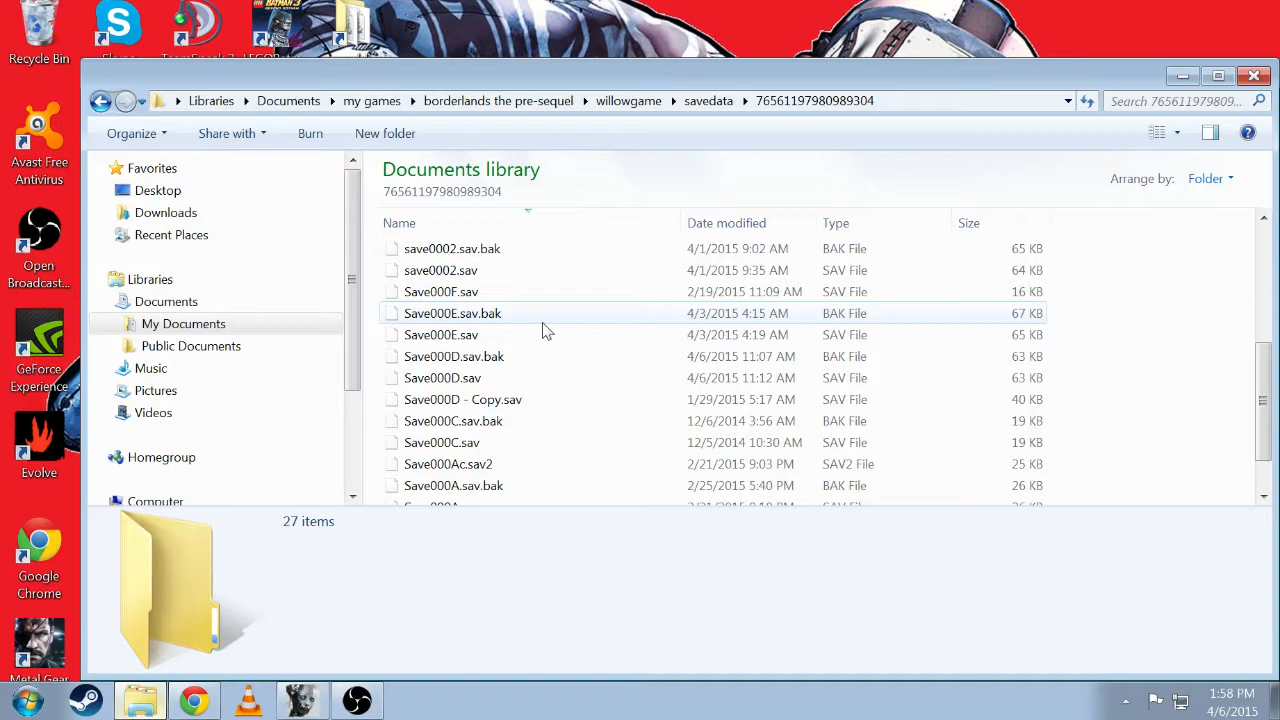 Recycle Bin
Libraries
Documents
my games
borderlands the pre-sequel
willowgame
savedata
76561197980989304
Search 765611979809...
Organize
Share with
Burn
New folder
Avast Free
Antivirus
Open
Broadcast...
GeForce
Experience
Evolve
Google
Chrome
Metal Gear
Favorites
Desktop
Downloads
Recent Places
Libraries
Documents
My Documents
Public Documents
Music
Pictures
Videos
Homegroup
Computer
Documents library
76561197980989304
Arrange by: Folder
Name Date modified Type Size
save0002.sav.bak 4/1/2015 9:02 AM BAK File 65 KB
save0002.sav 4/1/2015 9:35 AM SAV File 64 KB
Save000F.sav 2/19/2015 11:09 AM SAV File 16 KB
Save000E.sav.bak 4/3/2015 4:15 AM BAK File 67 KB
Save000E.sav 4/3/2015 4:19 AM SAV File 65 KB
Save000D.sav.bak 4/6/2015 11:07 AM BAK File 63 KB
Save000D.sav 4/6/2015 11:12 AM SAV File 63 KB
Save000D - Copy.sav 1/29/2015 5:17 AM SAV File 40 KB
Save000C.sav.bak 12/6/2014 3:56 AM BAK File 19 KB
Save000C.sav 12/5/2014 10:30 AM SAV File 19 KB
Save000Ac.sav2 2/21/2015 9:03 PM SAV2 File 25 KB
Save000A.sav.bak 2/25/2015 5:40 PM BAK File 26 KB
27 items
1:58 PM
4/6/2015